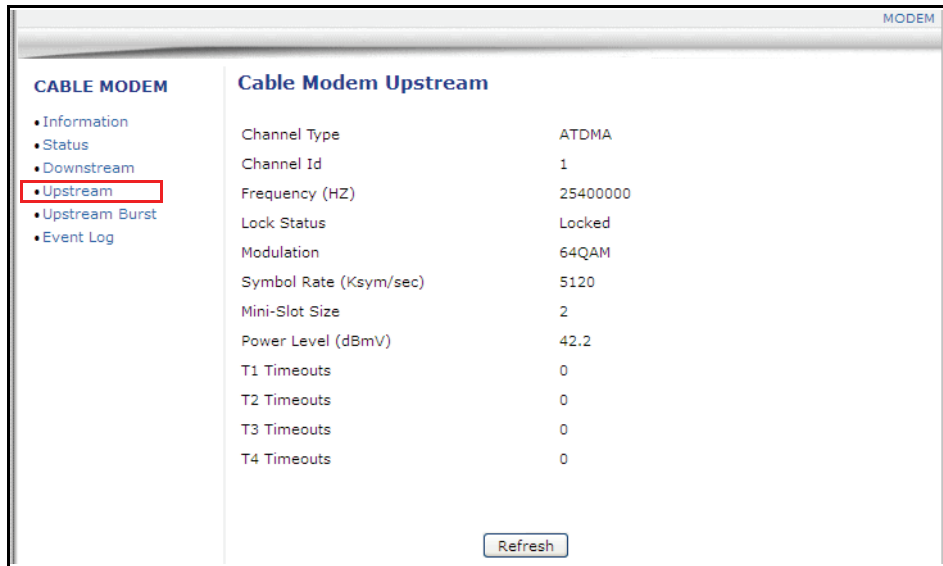 MODEM
CABLE MODEM
• Information
• Status
• Downstream
• Upstream
• Upstream Burst
• Event Log
Cable Modem Upstream
Channel Type ATDMA
Channel Id 1
Frequency (HZ) 25400000
Lock Status Locked
Modulation 64QAM
Symbol Rate (Ksym/sec) 5120
Mini-Slot Size 2
Power Level (dBmV) 42.2
T1 Timeouts 0
T2 Timeouts 0
T3 Timeouts 0
T4 Timeouts 0
Refresh